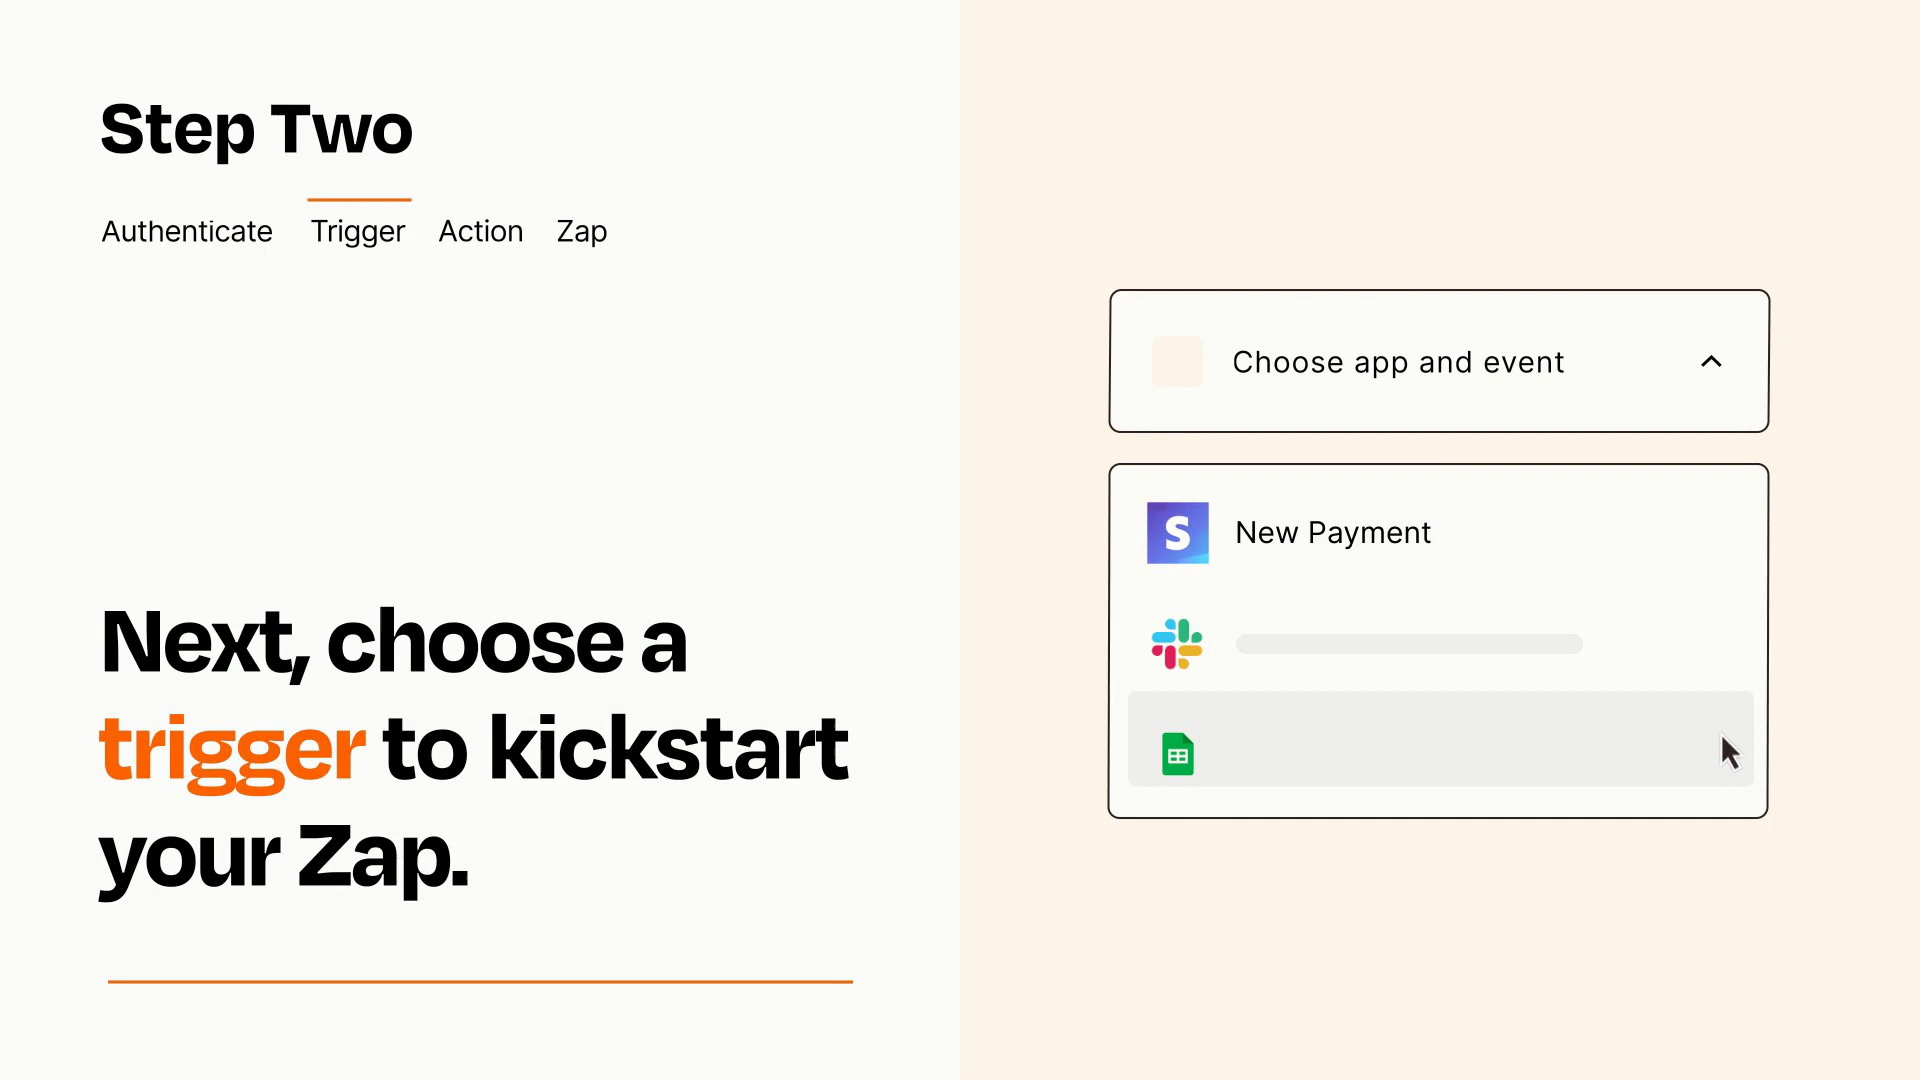 Step Two
Authenticate Trigger Action Zap
Next, choose a
trigger to kickstart
your Zap.
Choose app and event
S New Payment